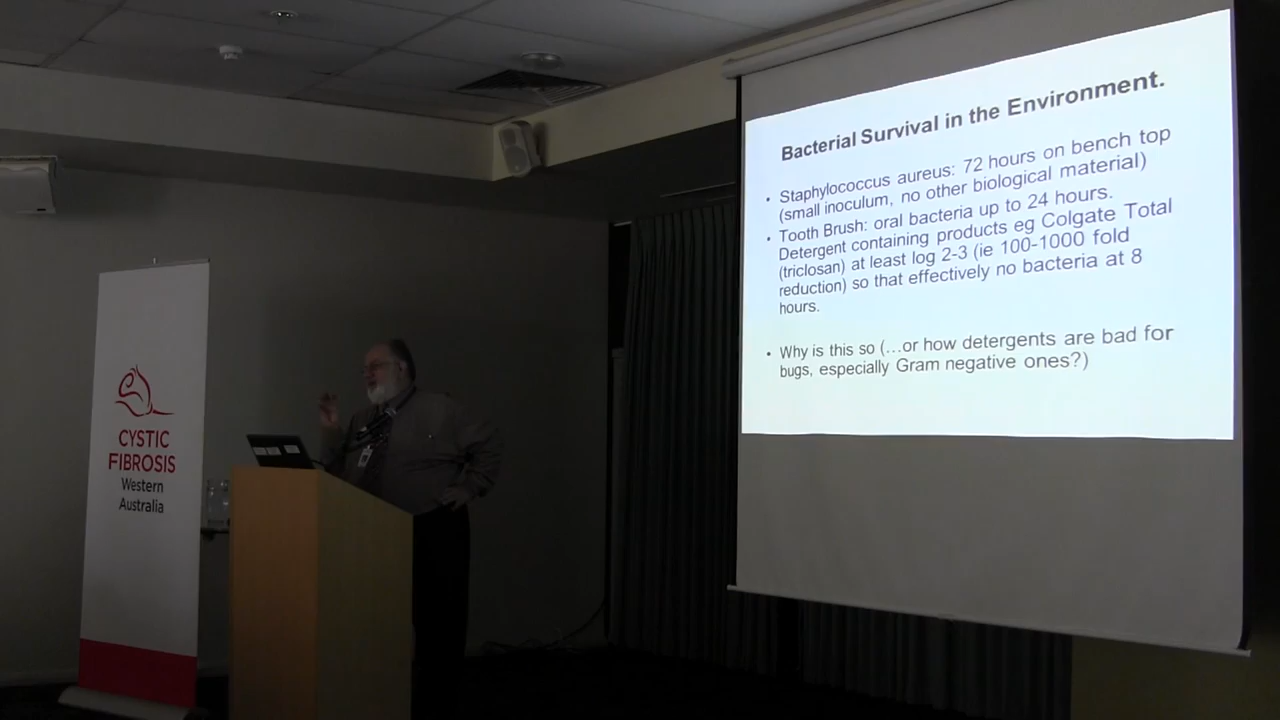 Bacterial Survival in the Environment.
• Staphylococcus aureus: 72 hours on bench top
(small inoculum, no other biological material)
• Tooth Brush: oral bacteria up to 24 hours.
Detergent containing products eg Colgate Total
(triclosan) at least log 2-3 (ie 100-1000 fold
reduction) so that effectively no bacteria at 8
hours.
• Why is this so (…or how detergents are bad for
bugs, especially Gram negative ones?)
CYSTIC
FIBROSIS
Western
Australia